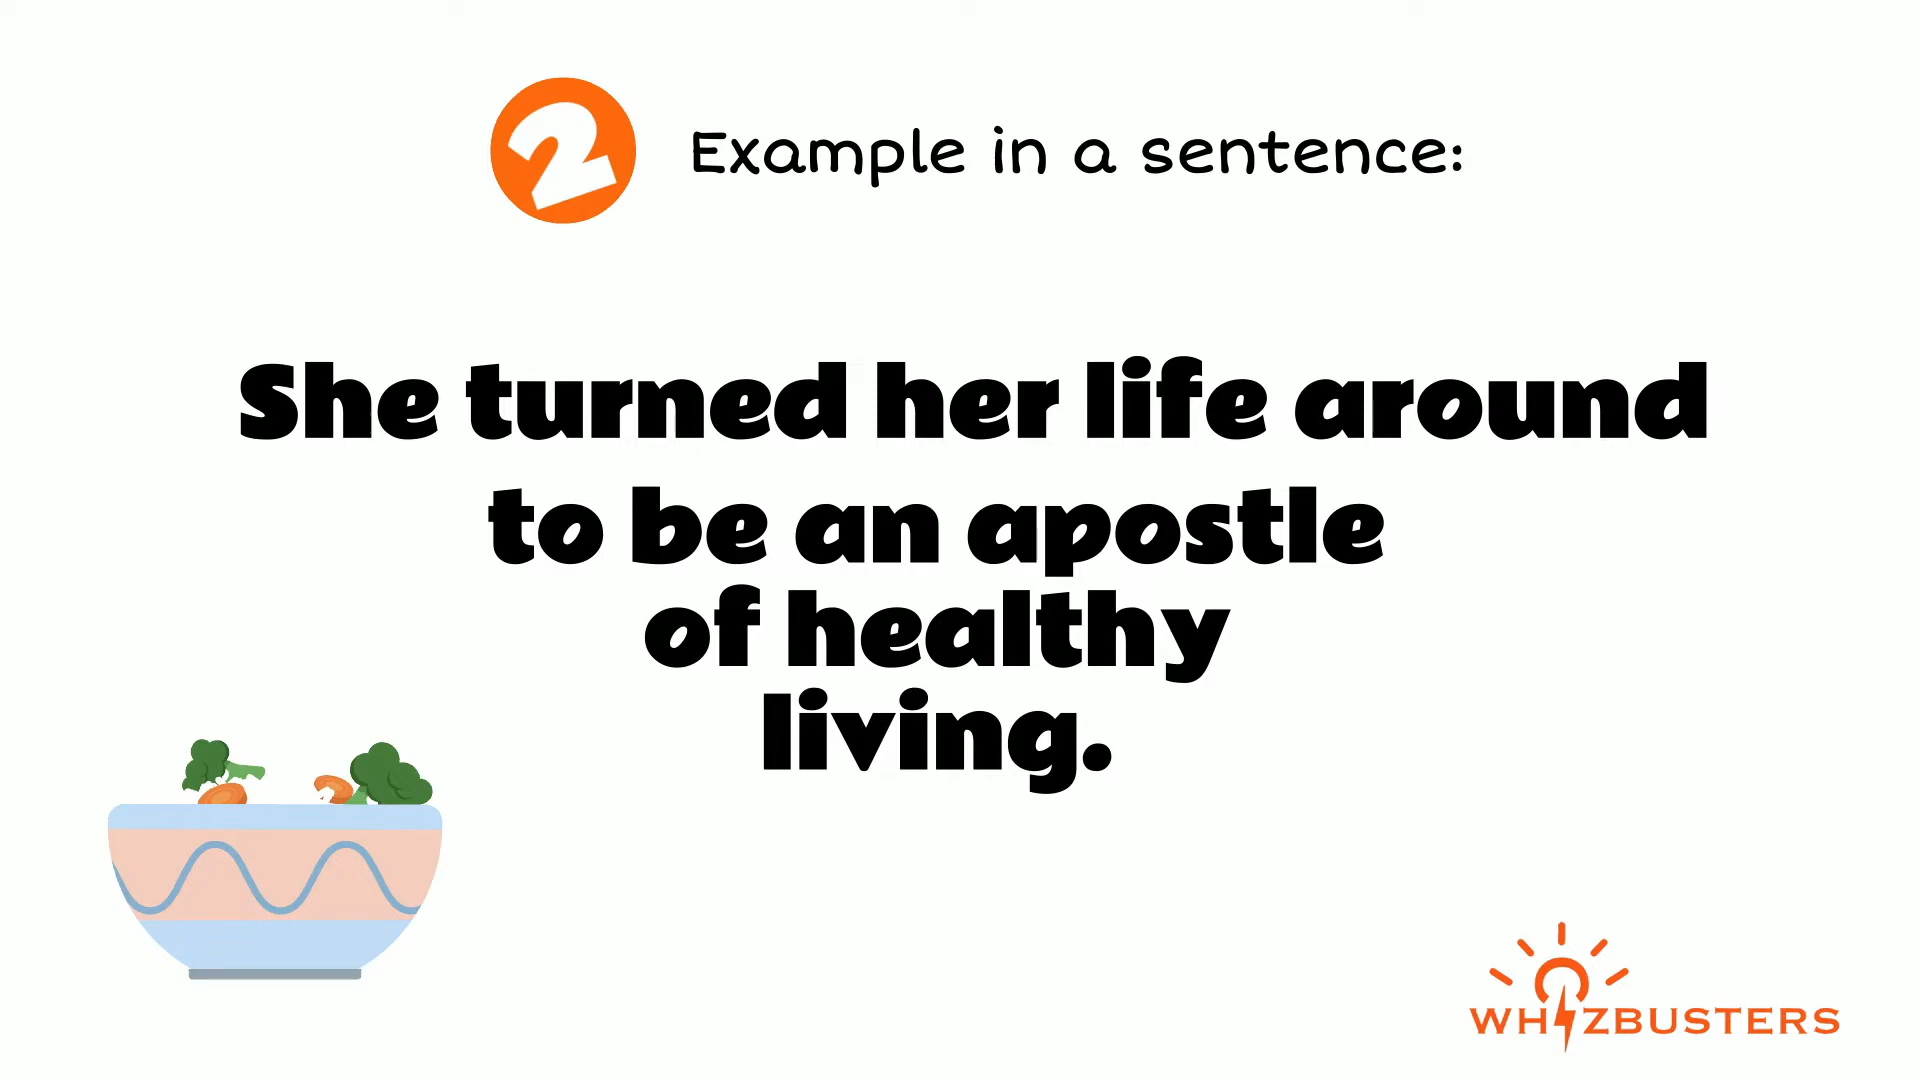 2 Example in a sentence:
She turned her life around
to be an apostle
of healthy
living.
WHIZBUSTERS